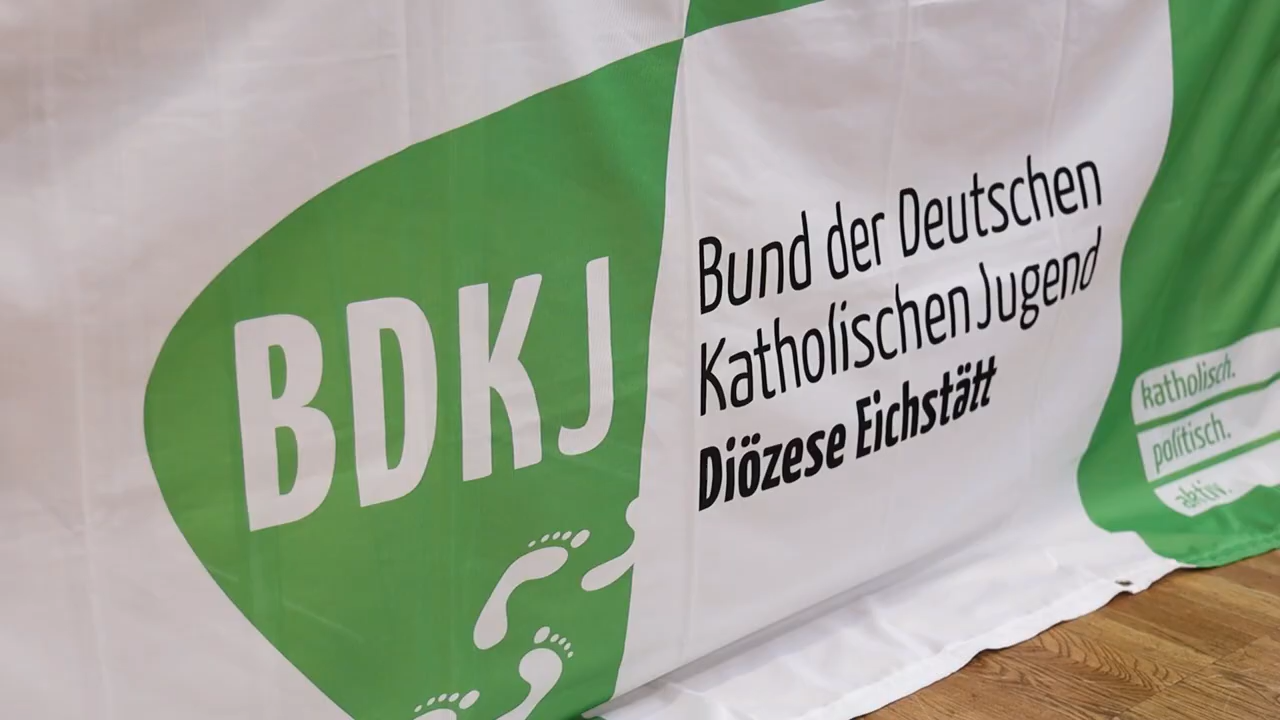 BDKJ
Bund der Deutschen
Katholischen Jugend
Diözese Eichstätt
katholisch.
politisch.
aktiv.